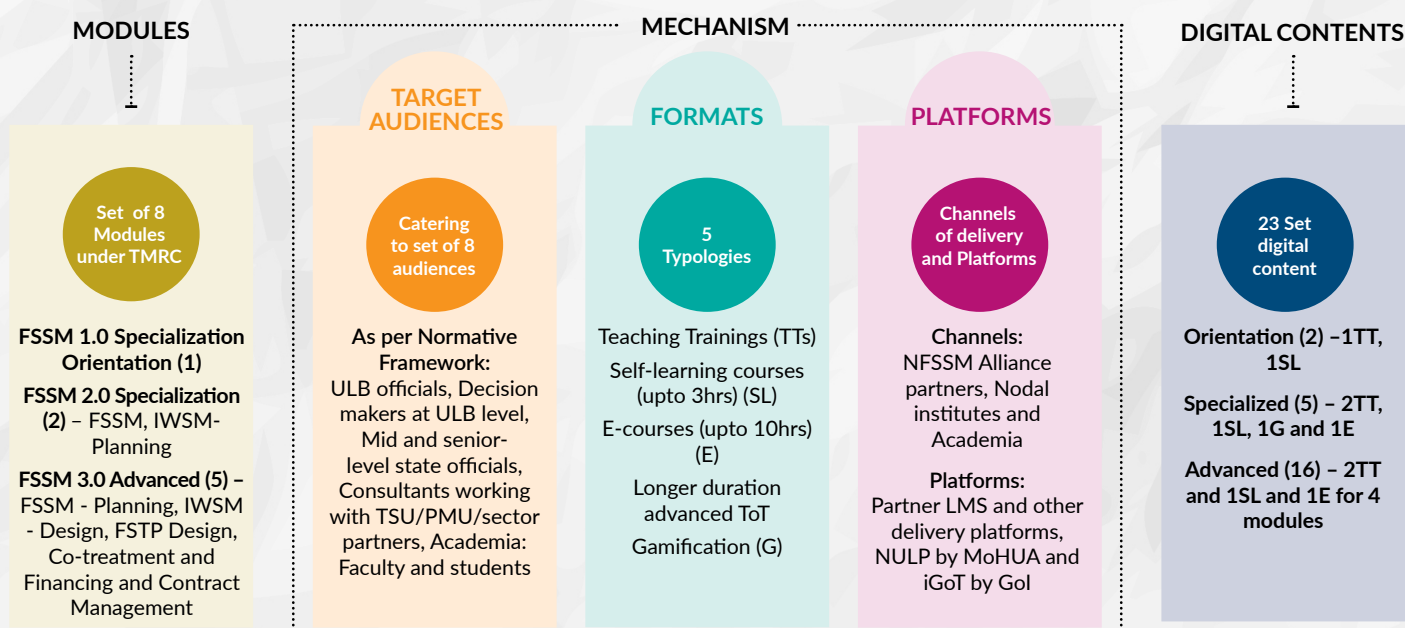 MODULES
Set of 8
Modules
under TMRC
FSSM 1.0 Specialization
Orientation (1)
FSSM 2.0 Specialization
(2) – FSSM, IWSM-
Planning
FSSM 3.0 Advanced (5) –
FSSM - Planning, IWSM
- Design, FSTP Design,
Co-treatment and
Financing and Contract
Management
MECHANISM
TARGET
AUDIENCES
Catering
to set of 8
audiences
As per Normative
Framework:
ULB officials, Decision
makers at ULB level,
Mid and senior-
level state officials,
Consultants working
with TSU/PMU/sector
partners, Academia:
Faculty and students
FORMATS
5
Typologies
Teaching Trainings (TTs)
Self-learning courses
(upto 3hrs) (SL)
E-courses (upto 10hrs)
(E)
Longer duration
advanced ToT
Gamification (G)
PLATFORMS
Channels
of delivery
and Platforms
Channels:
NFSSM Alliance
partners, Nodal
institutes and
Academia
Platforms:
Partner LMS and other
delivery platforms,
NULP by MoHUA and
iGoT by GoI
DIGITAL CONTENTS
23 Set
digital
content
Orientation (2) –1TT,
1SL
Specialized (5) – 2TT,
1SL, 1G and 1E
Advanced (16) – 2TT
and 1SL and 1E for 4
modules